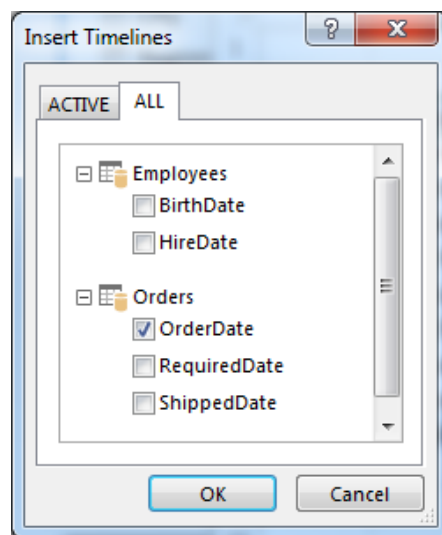 Insert Timelines
ACTIVE ALL
Employees
BirthDate
HireDate
Orders
OrderDate
RequiredDate
ShippedDate
OK Cancel